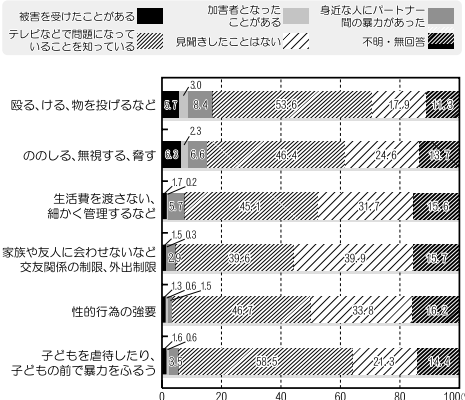 被害を受けたことがある
加害者となった
ことがある
身近な人にパートナー
間の暴力があった
テレビなどで問題になって
いることを知っている
見聞きしたことはない
不明・無回答
3.0
殴る、ける、物を投げるなど 5.7 8.4 53.6 17.9 11.3
2.3
ののしる、無視する、脅す 6.3 6.6 46.4 24.6 13.7
1.7 0.2
生活費を渡さない、
細かく管理するなど
5.7 45.1 31.7 15.6
1.5 0.3
家族や友人に会わせないなど
交友関係の制限、外出制限
2.9 39.6 39.9 15.7
1.3 0.6 1.5
性的行為の強要 46.7 33.8 16.2
1.6 0.6
子どもを虐待したり、
子どもの前で暴力をふるう
3.5 58.5 21.3 14.4
0 20 40 60 80 100